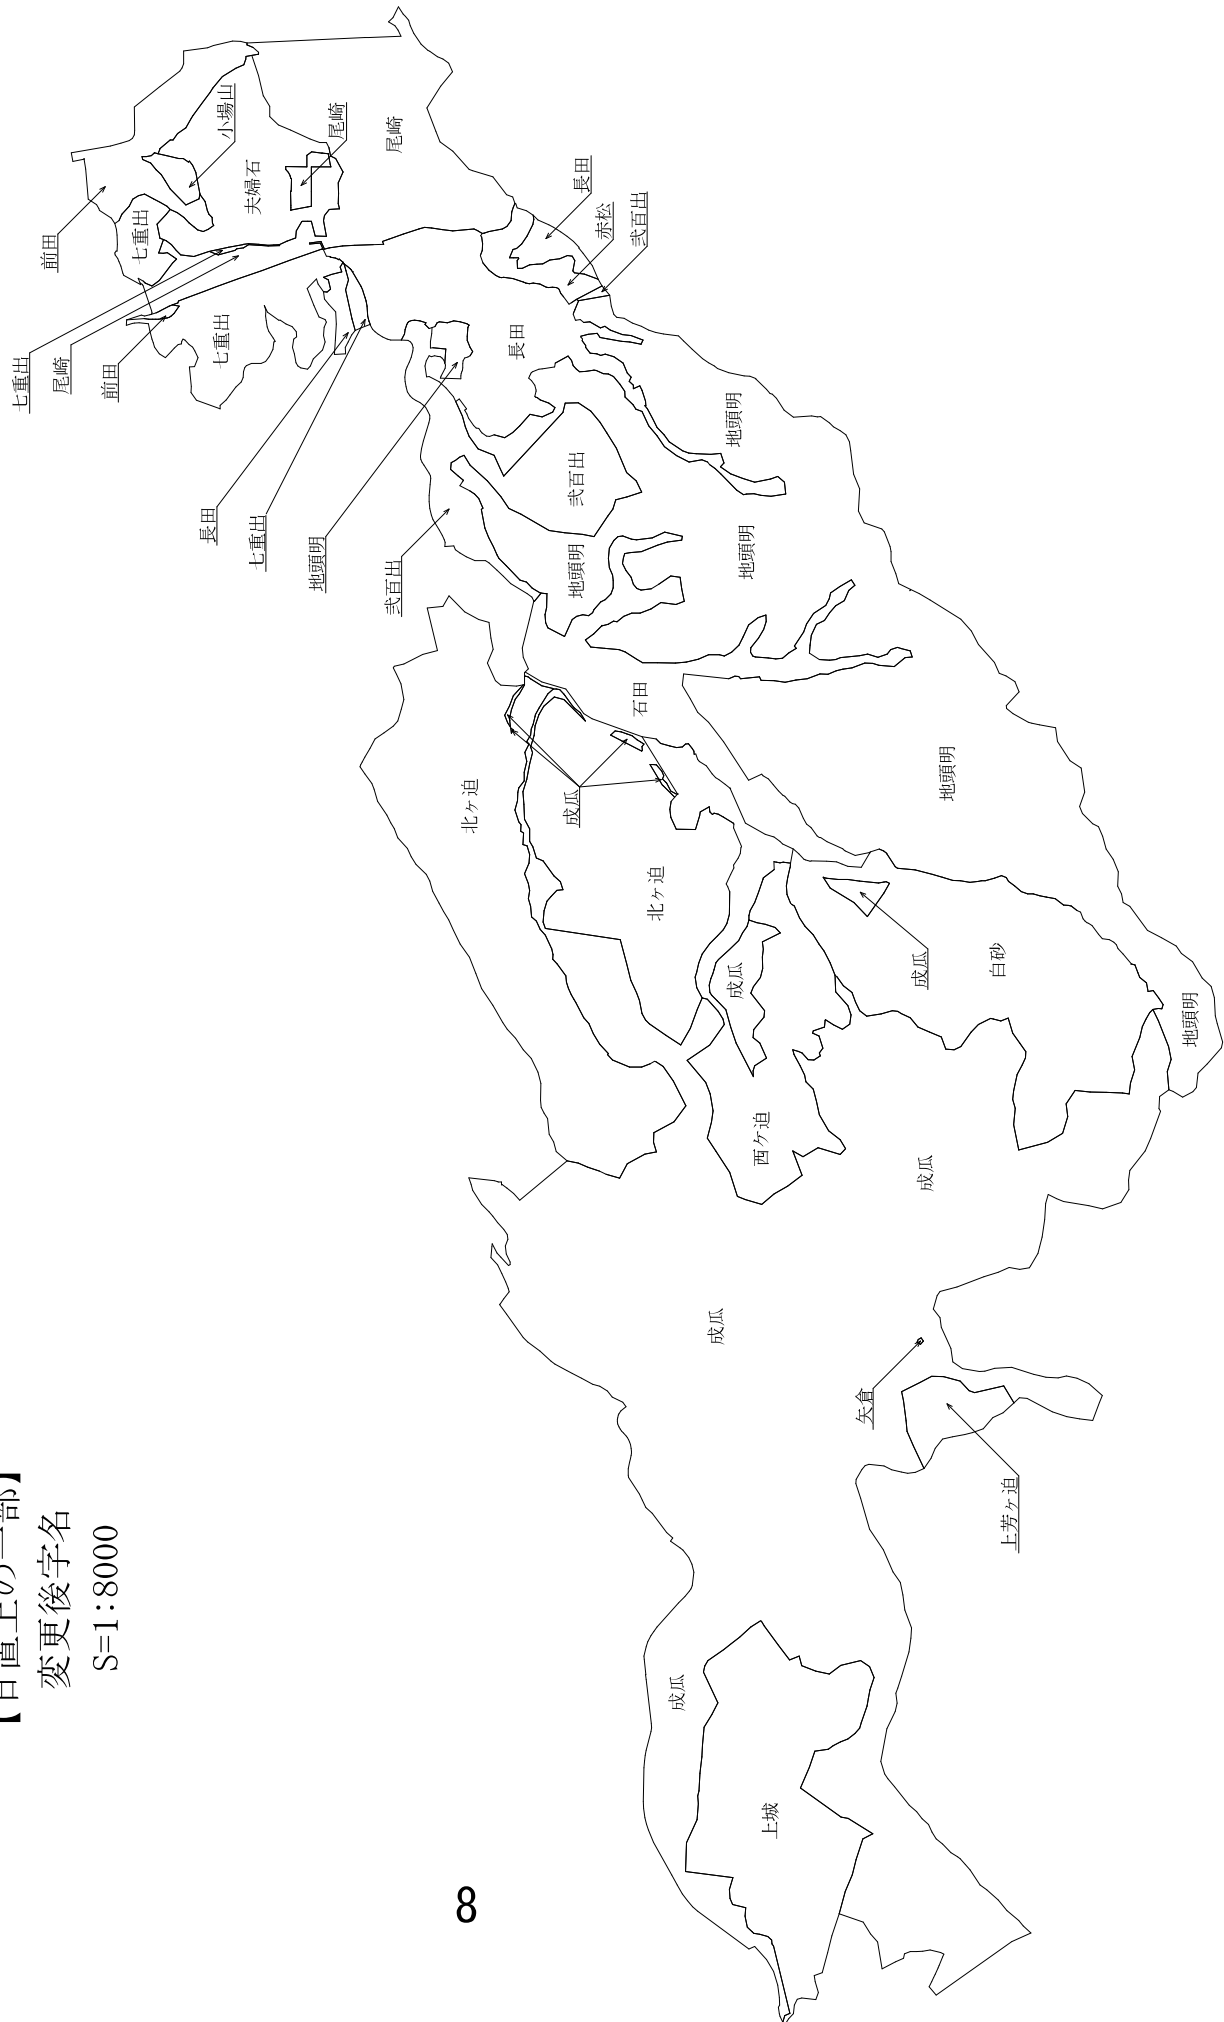 【日直上の一部】
変更後字名
S=1:8000
前田
七重出
小場山
夫婦石
尾崎
尾崎
七重出
尾崎
前田
七重出
長田
赤松
弐百出
長田
七重出
地頭明
弐百出
長田
弐百出
地頭明
地頭明
地頭明
石田
北ヶ迫
成瓜
北ヶ迫
地頭明
成瓜
成瓜
白砂
地頭明
西ケ迫
成瓜
成瓜
矢倉
上芳ヶ迫
成瓜
上城
8